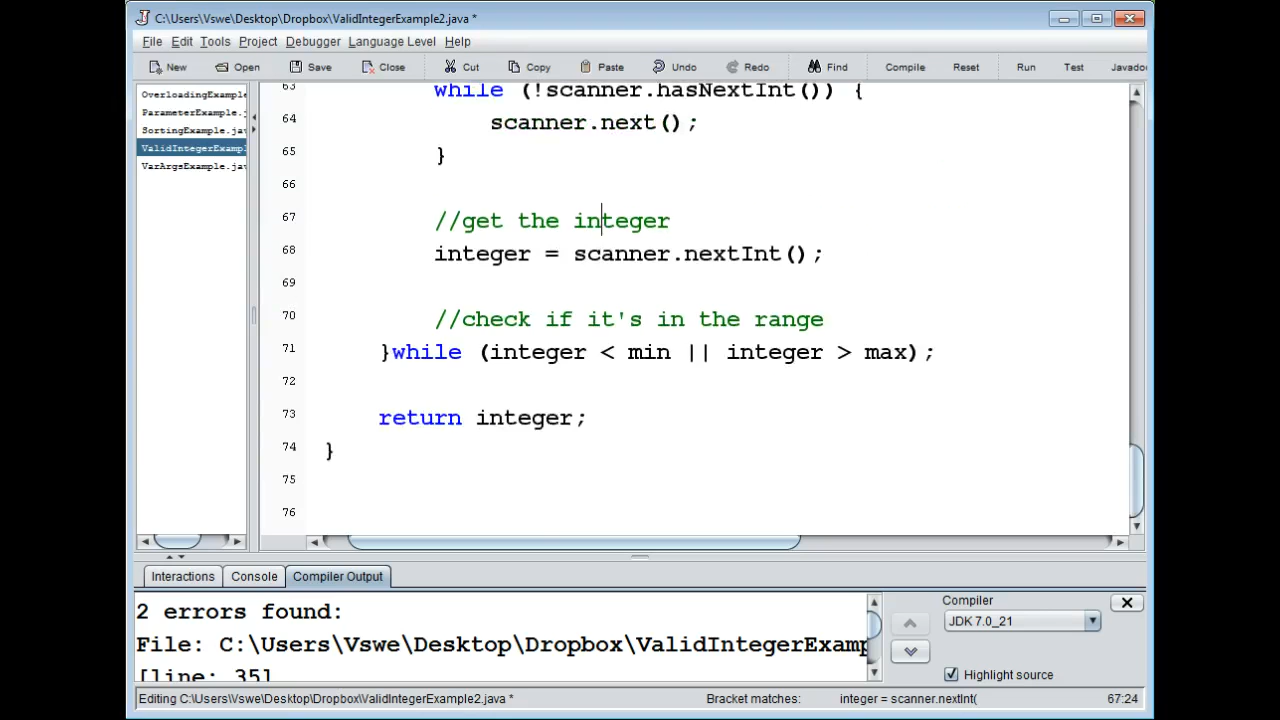 C:\Users\Vswe\Desktop\Dropbox\ValidIntegerExample2.java *
File Edit Tools Project Debugger Language Level Help
New Open Save Close Cut Copy Paste Undo Redo Find Compile Reset Run Test Javado
OverloadingExample
ParameterExample.j
SortingExample.jav
ValidIntegerExampl
VarArgsExample.jav
63 while (!scanner.hasNextInt()) {
64 scanner.next();
65 }
66
67 //get the integer
68 integer = scanner.nextInt();
69
70 //check if it's in the range
71 }while (integer < min || integer > max);
72
73 return integer;
74 }
75
76
Interactions Console Compiler Output
2 errors found:
File: C:\Users\Vswe\Desktop\Dropbox\ValidIntegerExamp
[line: 35]
Compiler
JDK 7.0_21
Highlight source
Editing C:\Users\Vswe\Desktop\Dropbox\ValidIntegerExample2.java * Bracket matches: integer = scanner.nextInt( 67:24